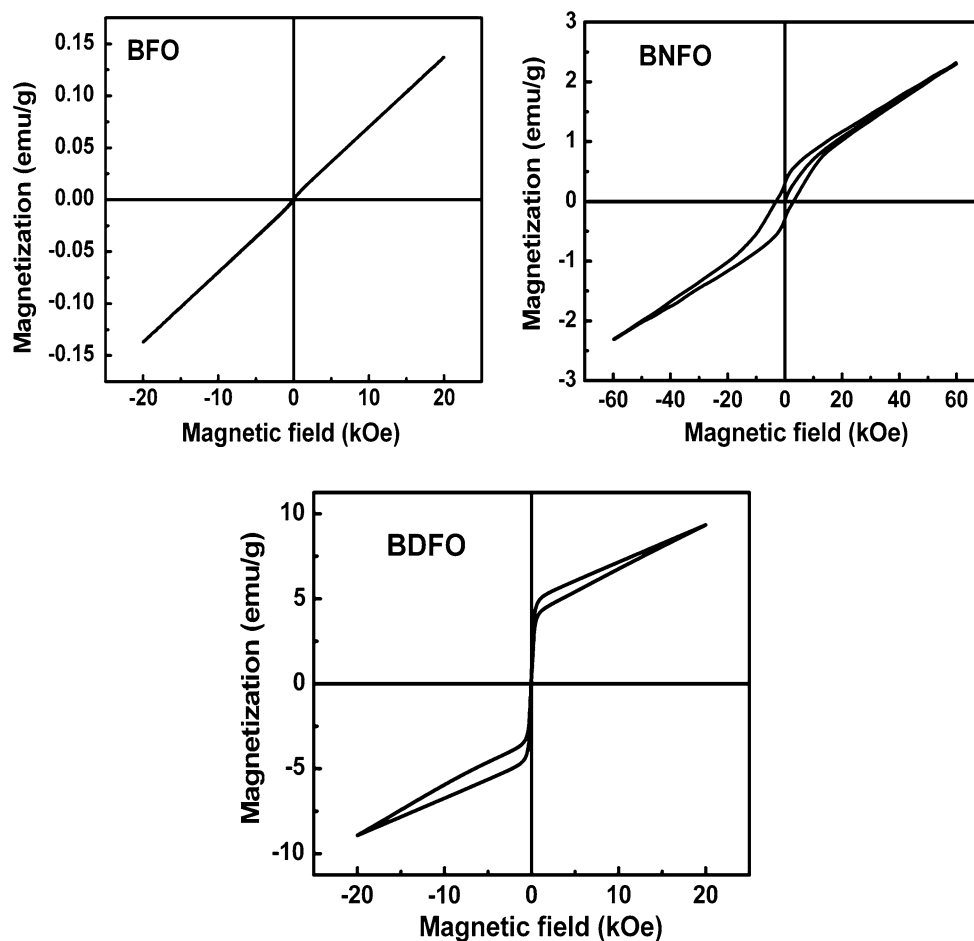 BFO
Magnetization (emu/g)
0.15
0.10
0.05
0.00
-0.05
-0.10
-0.15
-20 -10 0 10 20
Magnetic field (kOe)
BNFO
Magnetization (emu/g)
3
2
1
0
-1
-2
-3
-60 -40 -20 0 20 40 60
Magnetic field (kOe)
BDFO
Magnetization (emu/g)
10
5
0
-5
-10
-20 -10 0 10 20
Magnetic field (kOe)